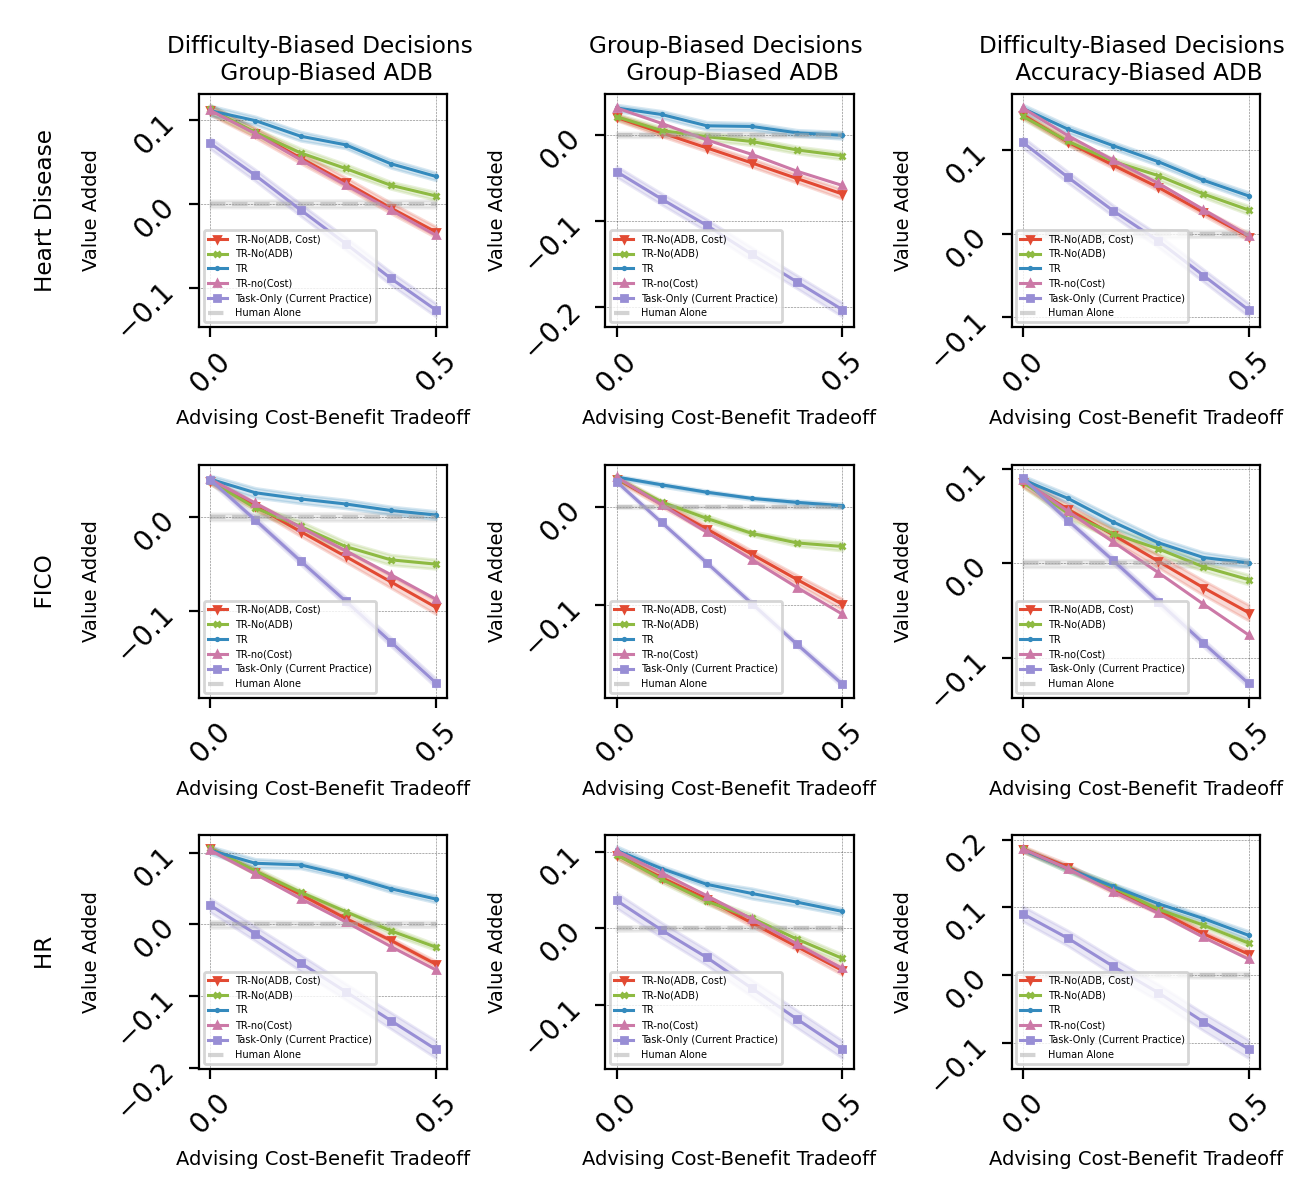 Difficulty-Biased Decisions
Group-Biased ADB
Group-Biased Decisions
Group-Biased ADB
Difficulty-Biased Decisions
Accuracy-Biased ADB
Heart Disease
Value Added
0.1
0.0
−0.1
TR-No(ADB, Cost)
TR-No(ADB)
TR
TR-no(Cost)
Task-Only (Current Practice)
Human Alone
0.0
0.5
Advising Cost-Benefit Tradeoff
Value Added
0.0
−0.1
−0.2
TR-No(ADB, Cost)
TR-No(ADB)
TR
TR-no(Cost)
Task-Only (Current Practice)
Human Alone
0.0
0.5
Advising Cost-Benefit Tradeoff
Value Added
0.1
0.0
−0.1
TR-No(ADB, Cost)
TR-No(ADB)
TR
TR-no(Cost)
Task-Only (Current Practice)
Human Alone
0.0
0.5
Advising Cost-Benefit Tradeoff
FICO
Value Added
0.0
−0.1
TR-No(ADB, Cost)
TR-No(ADB)
TR
TR-no(Cost)
Task-Only (Current Practice)
Human Alone
0.0
0.5
Advising Cost-Benefit Tradeoff
Value Added
0.0
−0.1
TR-No(ADB, Cost)
TR-No(ADB)
TR
TR-no(Cost)
Task-Only (Current Practice)
Human Alone
0.0
0.5
Advising Cost-Benefit Tradeoff
Value Added
0.1
0.0
−0.1
TR-No(ADB, Cost)
TR-No(ADB)
TR
TR-no(Cost)
Task-Only (Current Practice)
Human Alone
0.0
0.5
Advising Cost-Benefit Tradeoff
HR
Value Added
0.1
0.0
−0.1
−0.2
TR-No(ADB, Cost)
TR-No(ADB)
TR
TR-no(Cost)
Task-Only (Current Practice)
Human Alone
0.0
0.5
Advising Cost-Benefit Tradeoff
Value Added
0.1
0.0
−0.1
TR-No(ADB, Cost)
TR-No(ADB)
TR
TR-no(Cost)
Task-Only (Current Practice)
Human Alone
0.0
0.5
Advising Cost-Benefit Tradeoff
Value Added
0.2
0.1
0.0
−0.1
TR-No(ADB, Cost)
TR-No(ADB)
TR
TR-no(Cost)
Task-Only (Current Practice)
Human Alone
0.0
0.5
Advising Cost-Benefit Tradeoff